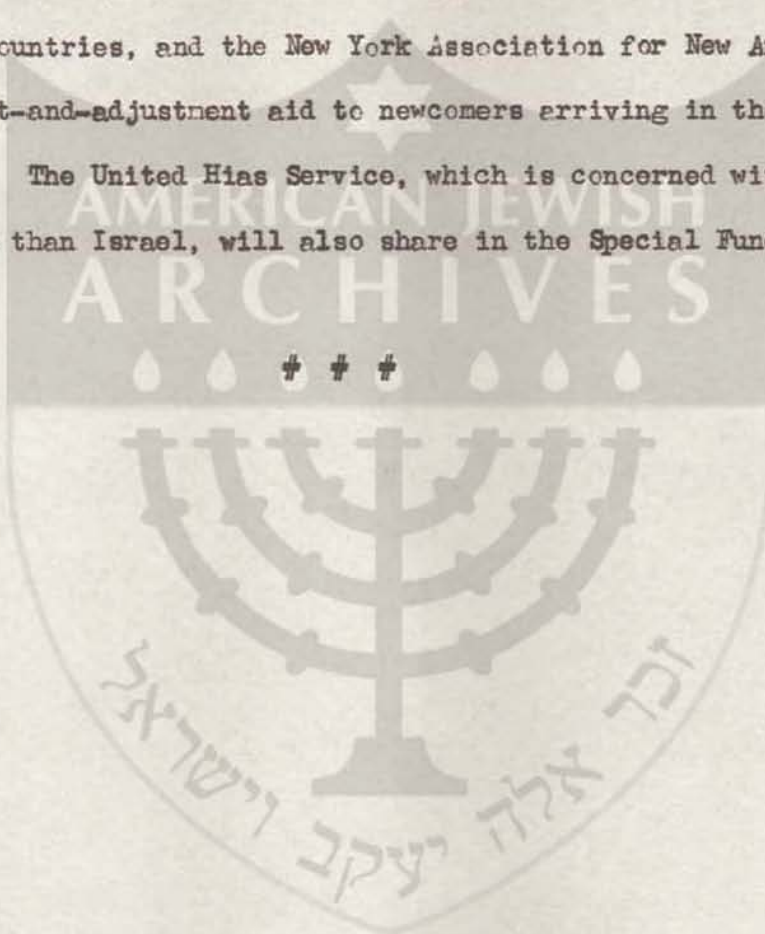 ountries, and the New York Association for New A
t-and-adjustment aid to newcomers arriving in th
The United Hias Service, which is concerned wi
than Israel, will also share in the Special Fun
AMERICAN JEWISH
ARCHIVES
# # #
זכר אלה יעקב וישראל